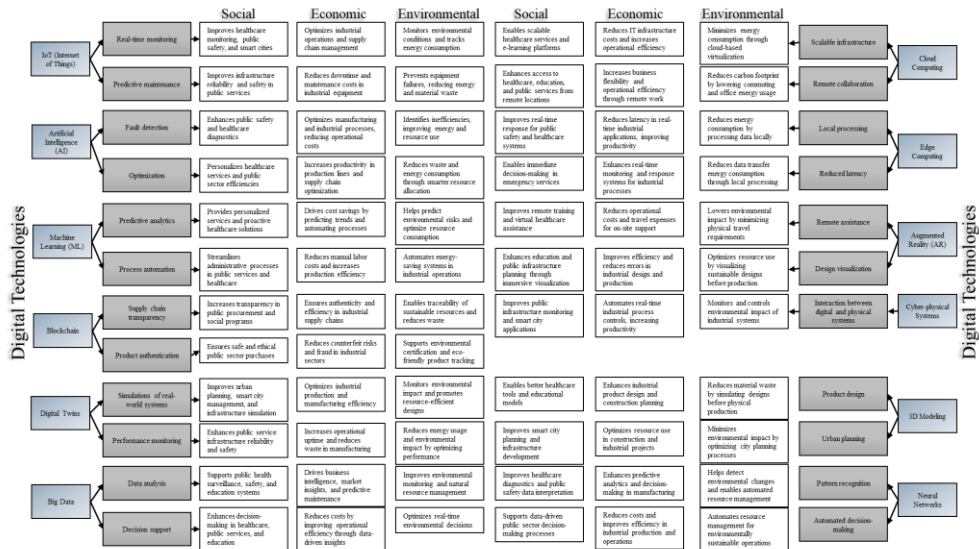 Social Economic Environmental Social Economic Environmental
Digital Technologies
IoT (Internet
of Things)
Real-time monitoring
Improves healthcare
monitoring, public
safety, and smart cities
Optimizes industrial
operations and supply
chain management
Monitors environmental
conditions and tracks
energy consumption
Enables scalable
healthcare services and
e-learning platforms
Reduces IT infrastructure
costs and increases
operational efficiency
Minimizes
energy consumption through
cloud-based
virtualization
Scalable infrastructure
Cloud
Computing
Predictive maintenance
Improves infrastructure
reliability and safety in
public services
Reduces downtime and
maintenance costs in
industrial equipment
Prevents equipment
failures, reducing energy
and material waste
Enhances access to
healthcare, education,
and public services from
remote locations
Increases business
flexibility and
operational efficiency
through remote work
Reduces carbon footprint
by lowering commuting
and office energy usage
Remote collaboration
Artificial
Intelligence
(AI)
Fault detection
Enhances public safety
and healthcare
diagnostics
Optimizes manufacturing
and industrial processes,
reducing operational
costs
Identifies inefficiencies,
improving energy and
resource use
Improves real-time
response for public
safety and healthcare
systems
Reduces latency in real-
time industrial
applications, improving
productivity
Reduces energy
consumption by
processing data locally
Local processing
Edge
Computing
Optimization
Personalizes healthcare
services and public
sector efficiencies
Increases productivity in
production lines and
supply chain
optimization
Reduces waste and
energy consumption
through smarter resource
allocation
Enables immediate
decision-making in
emergency services
Enhances real-time
monitoring and response
systems for industrial
processes
Reduces data transfer
energy consumption
through local processing
Reduced latency
Machine
Learning (ML)
Predictive analytics
Provides personalized
services and proactive
healthcare solutions
Drives cost savings by
predicting trends and
automating processes
Helps predict
environmental risks and
optimize resource
consumption
Improves remote training
and virtual healthcare
assistance
Reduces operational
costs and travel expenses
for on-site support
Lowers environmental
impact by minimizing
physical travel
requirements
Remote assistance
Augmented
Reality (AR)
Process automation
Streamlines
administrative processes
in public services and
healthcare
Reduces manual labor
costs and increases
production efficiency
Automates energy-
saving systems in
industrial operations
Enhances education and
public infrastructure
planning through
immersive visualization
Improves efficiency and
reduces errors in
industrial design and
production
Optimizes resource use
by visualizing
sustainable designs
before production
Design visualization
Blockchain
Supply chain
transparency
Increases transparency in
public procurement and
social programs
Ensures authenticity and
efficiency in industrial
supply chains
Enables traceability of
sustainable resources and
reduces waste
Improves public
infrastructure monitoring
and smart city
applications
Automates real-time
industrial process
controls, increasing
productivity
Monitors and controls
environmental impact of
industrial systems
Interaction between
digital and physical
systems
Cyber-physical
Systems
Product authentication
Ensures safe and ethical
public sector purchases
Reduces counterfeit risks
and fraud in industrial
sectors
Supports environmental
certification and eco-
friendly product tracking
Digital Twins
Simulations of real-
world systems
Improves urban
planning, smart city
management, and
infrastructure simulation
Optimizes industrial
production and
manufacturing efficiency
Monitors environmental
impact and promotes
resource-efficient
designs
Enables better healthcare
tools and educational
models
Enhances industrial
product design and
construction planning
Reduces material waste
by simulating designs
before physical
production
Product design
3D Modeling
Performance monitoring
Enhances public service
infrastructure reliability
and safety
Increases operational
uptime and reduces
waste in manufacturing
Reduces energy usage
and environmental
impact by optimizing
performance
Improves smart city
planning and
infrastructure
development
Optimizes resource use
in construction and
industrial projects
Minimizes
environmental impact by
optimizing city planning
processes
Urban planning
Big Data
Data analysis
Supports public health
surveillance, safety, and
education systems
Drives business
intelligence, market
insights, and predictive
maintenance
Improves environmental
monitoring and natural
resource management
Improves healthcare
diagnostics and public
safety data interpretation
Enhances predictive
analytics and decision-
making in manufacturing
Helps detect
environmental changes
and enables automated
resource management
Pattern recognition
Neural
Networks
Decision support
Enhances decision-
making in healthcare,
public services, and
education
Reduces costs by
improving operational
efficiency through data-
driven insights
Optimizes real-time
environmental decisions
Supports data-driven
public sector decision-
making processes
Reduces costs and
improves efficiency in
industrial production and
operations
Automates resource
management for
environmentally
sustainable operations
Automated decision-
making
Digital Technologies